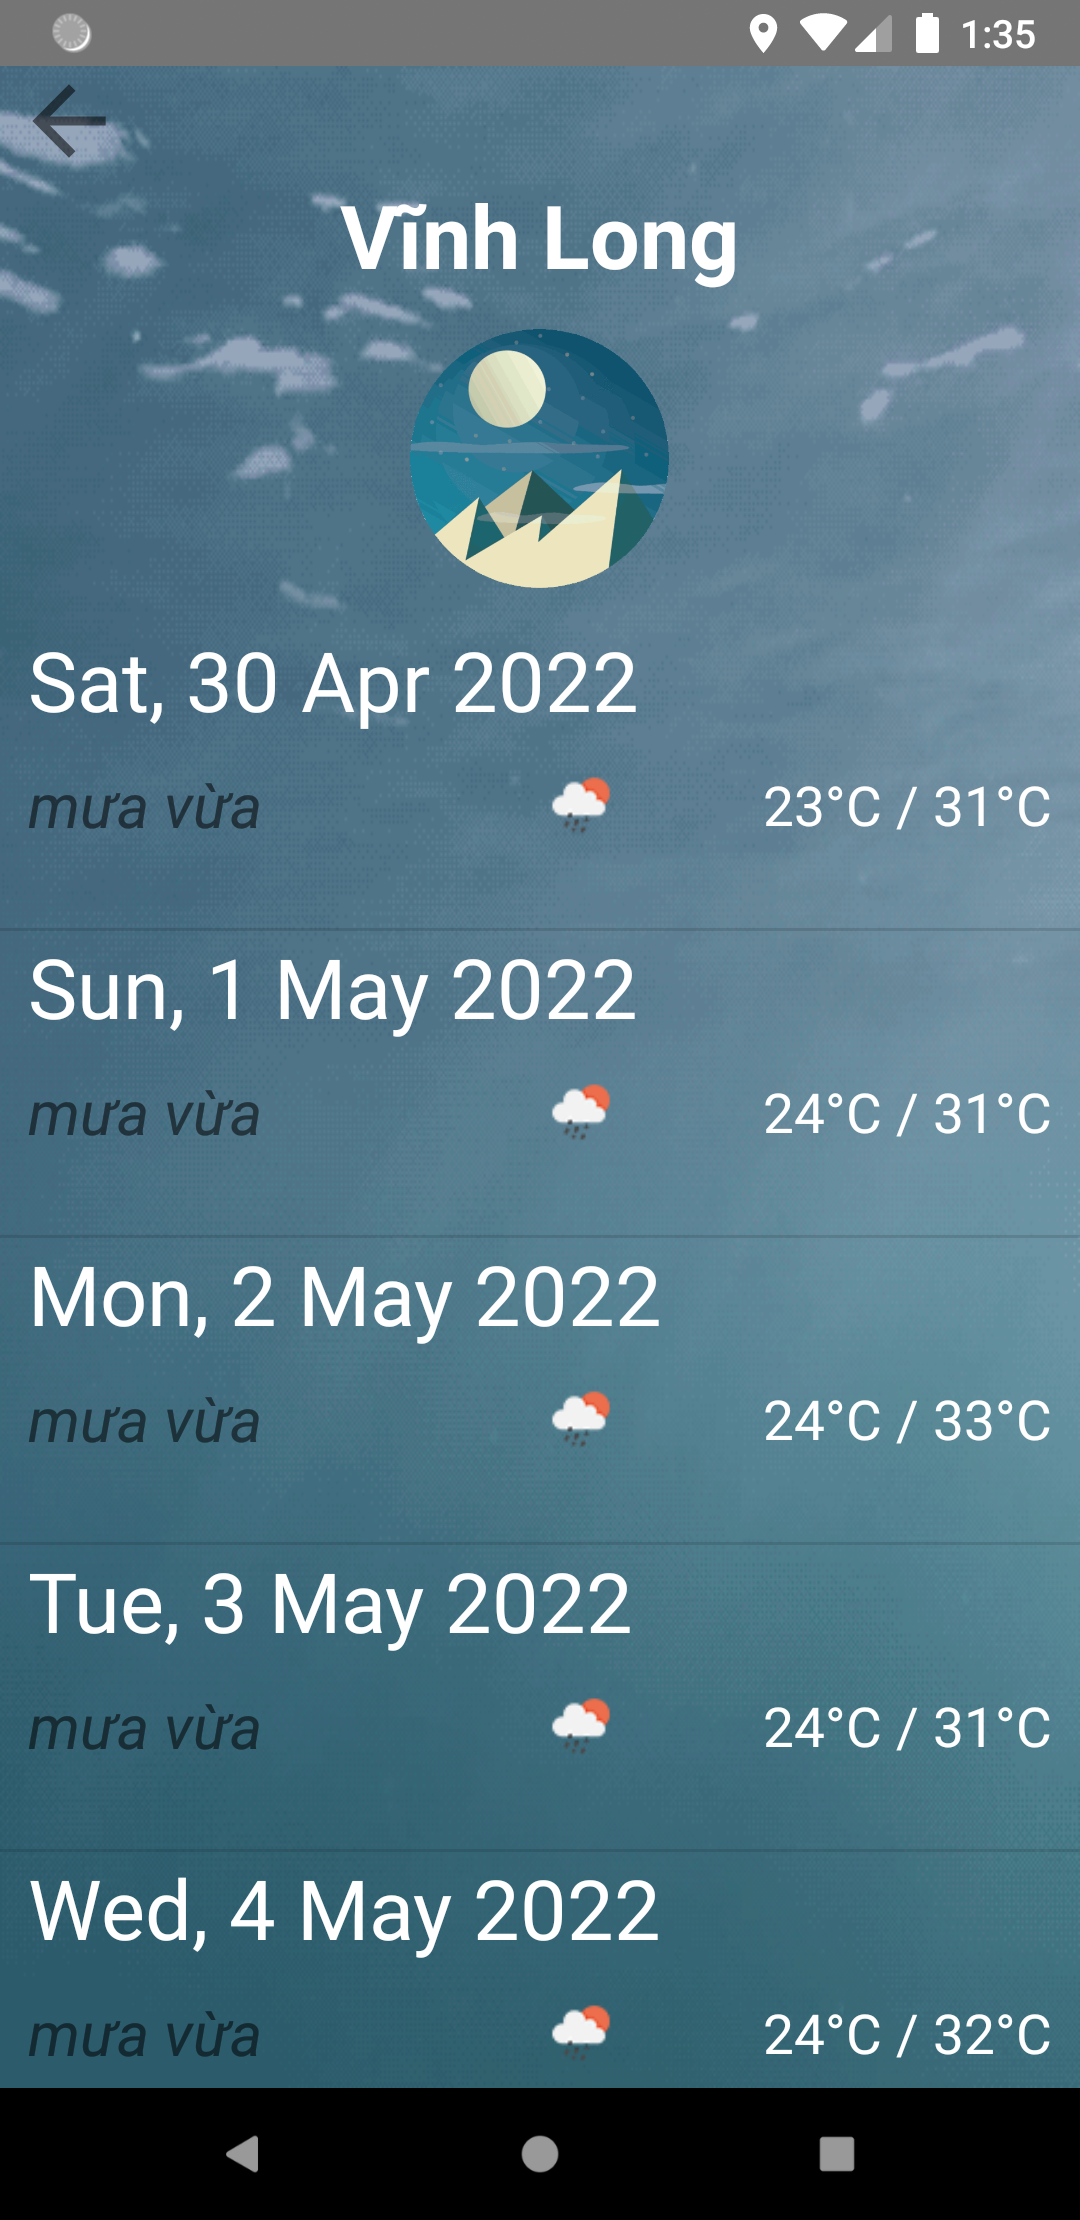 1:35
Vĩnh Long
Sat, 30 Apr 2022
mưa vừa 23°C / 31°C
Sun, 1 May 2022
mưa vừa 24°C / 31°C
Mon, 2 May 2022
mưa vừa 24°C / 33°C
Tue, 3 May 2022
mưa vừa 24°C / 31°C
Wed, 4 May 2022
mưa vừa 24°C / 32°C